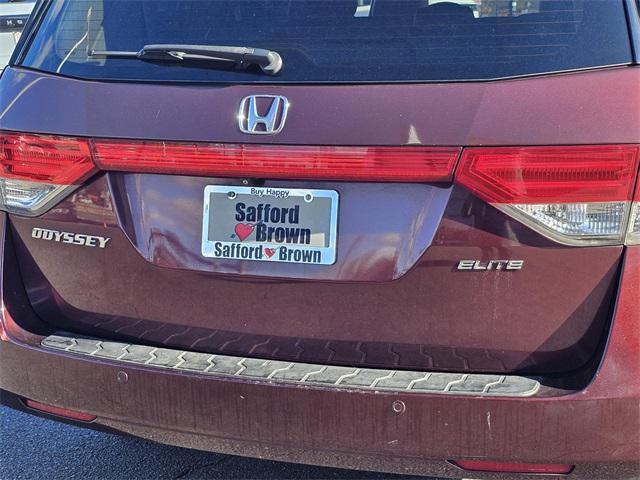 Buy Happy
Safford
Brown
Safford Brown
ODYSSEY
ELITE